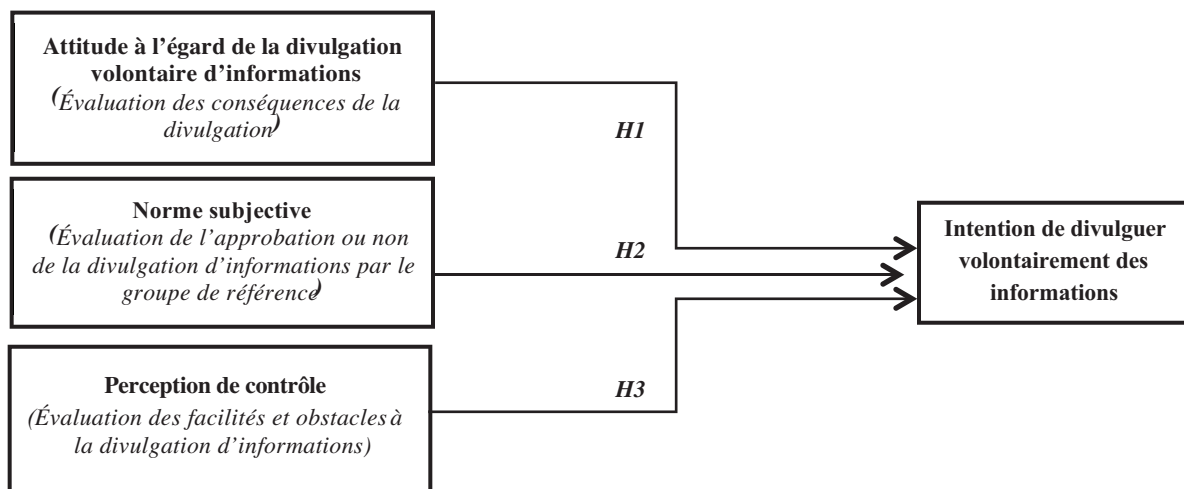 Attitude à l’égard de la divulgation
volontaire d’informations
(Évaluation des conséquences de la
divulgation)
H1
Norme subjective
(Évaluation de l’approbation ou non
de la divulgation d’informations par le
groupe de référence)
H2
Intention de divulguer
volontairement des
informations
Perception de contrôle
(Évaluation des facilités et obstacles à
la divulgation d’informations)
H3